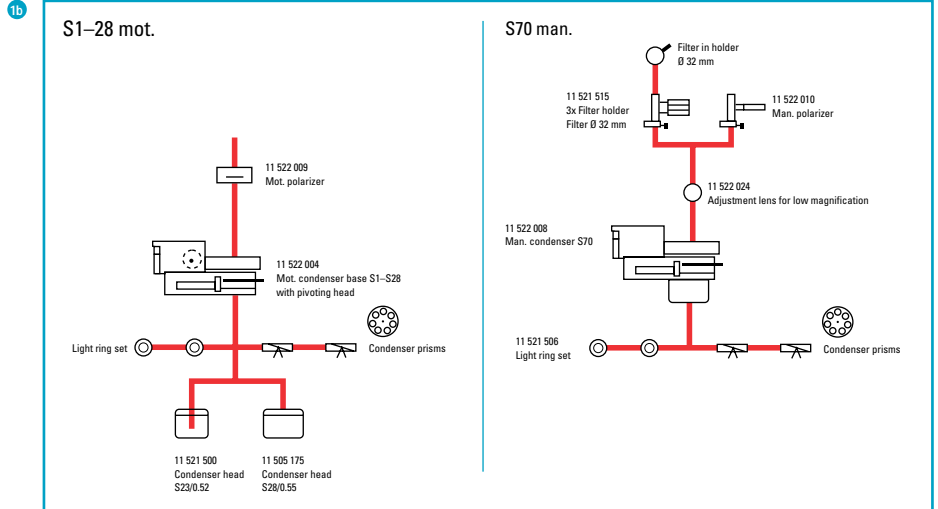 1b
S1–28 mot.
11 522 009
Mot. polarizer
11 522 004
Mot. condenser base S1–S28
with pivoting head
Light ring set
Condenser prisms
11 521 500
Condenser head
S23/0.52
11 505 175
Condenser head
S28/0.55
S70 man.
Filter in holder
Ø 32 mm
11 521 515
3x Filter holder
Filter Ø 32 mm
11 522 010
Man. polarizer
11 522 024
Adjustment lens for low magnification
11 522 008
Man. condenser S70
11 521 506
Light ring set
Condenser prisms